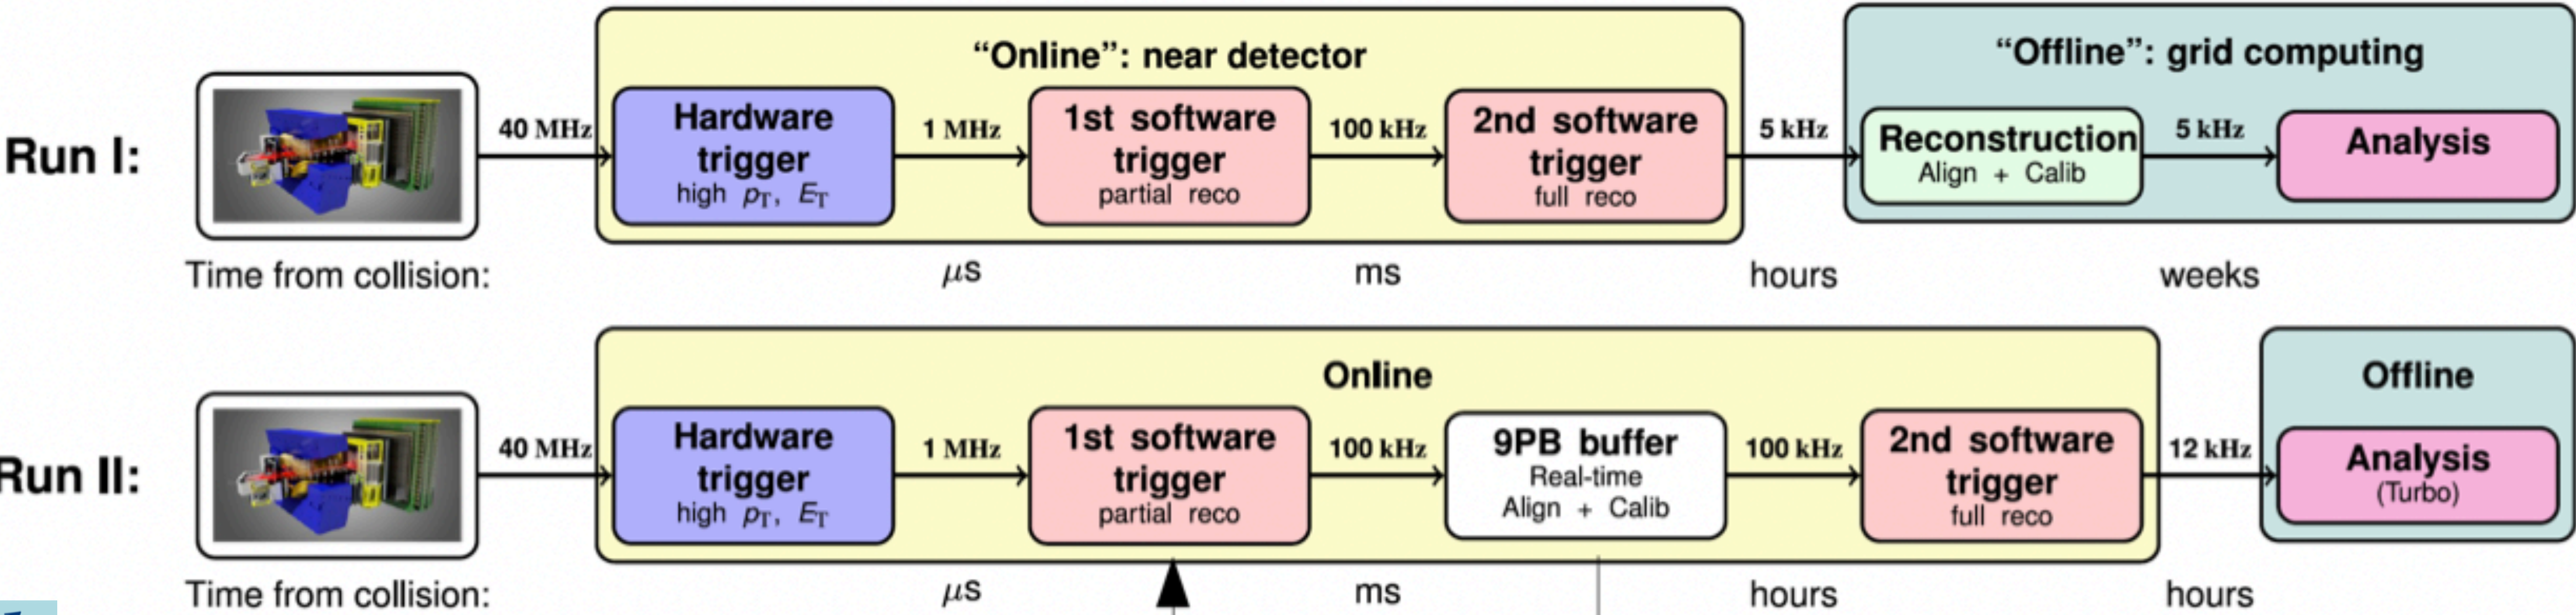 “Online”: near detector
“Offline”: grid computing
Run I:
40 MHz
Hardware
trigger
high pT, ET
1 MHz
1st software
trigger
partial reco
100 kHz
2nd software
trigger
full reco
5 kHz
Reconstruction
Align + Calib
5 kHz
Analysis
Time from collision:
μs
ms
hours
weeks
Online
Offline
Run II:
40 MHz
Hardware
trigger
high pT, ET
1 MHz
1st software
trigger
partial reco
100 kHz
9PB buffer
Real-time
Align + Calib
100 kHz
2nd software
trigger
full reco
12 kHz
Analysis
(Turbo)
Time from collision:
μs
ms
hours
hours